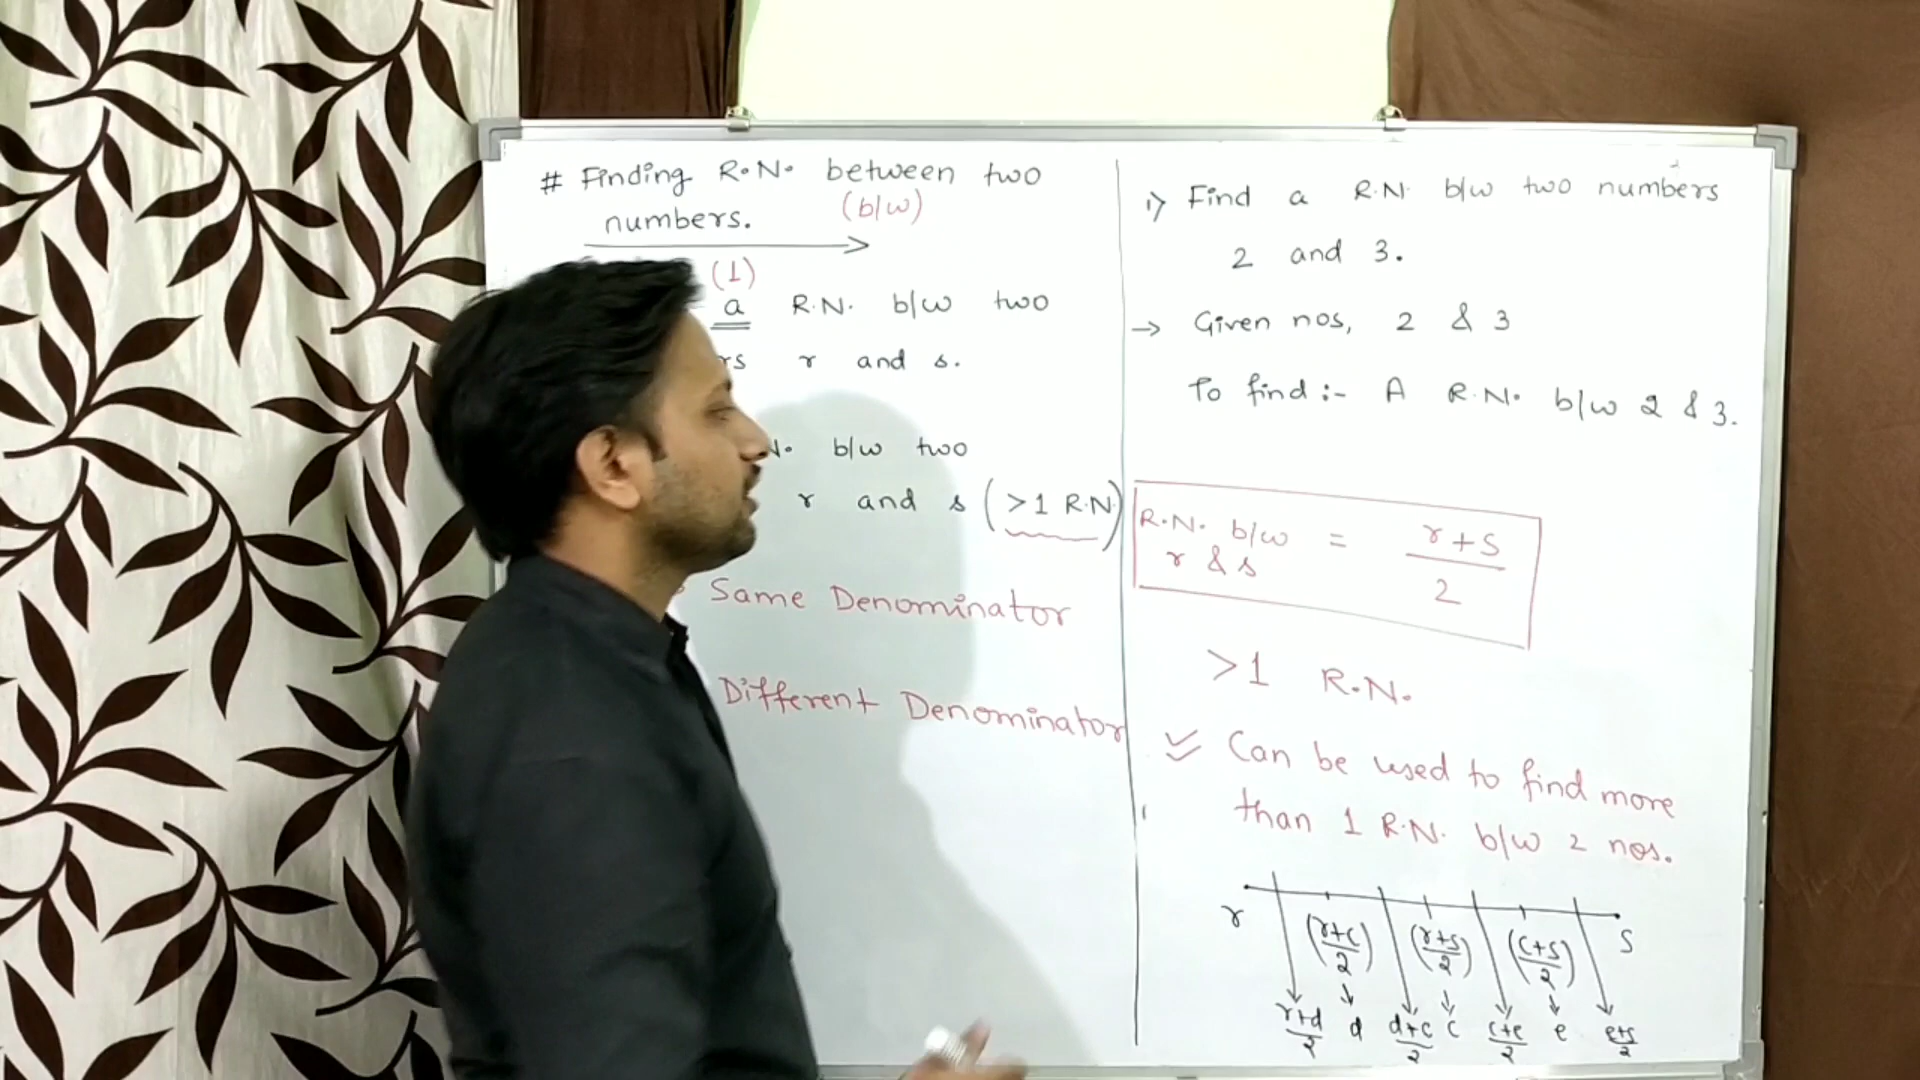 # Finding R.N. between two
(b/w)
numbers.
(1)
a R.N. b/w two
rs r and s.
b/w two
r and s (>1 R.N)
Same Denominator
Different Denominator
1) Find a R.N. b/w two numbers
2 and 3.
→ Given nos, 2 & 3
To find :- A R.N. b/w 2 & 3.
R.N. b/w r & s = r+s/2
>1 R.N.
Can be used to find more
than 1 R.N. b/w 2 nos.
r (r+c/2) (r+s/2) (c+s/2) s
r+d/2 d d+c/2 c c+e/2 e e+s/2